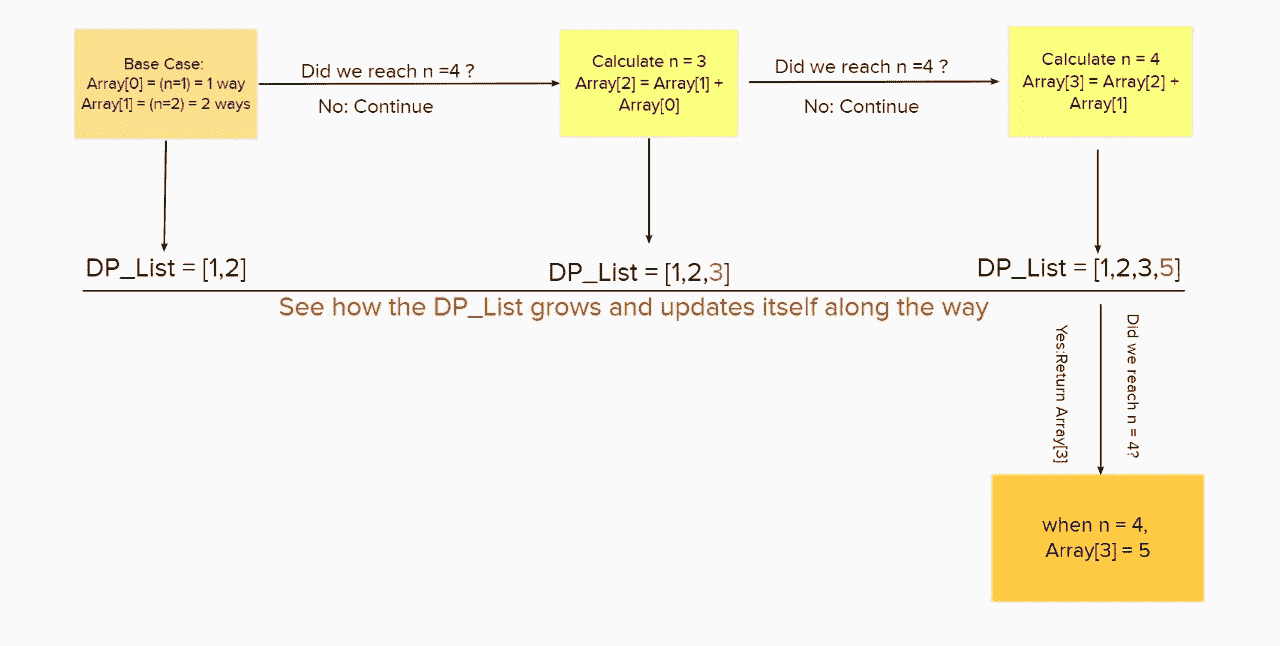 Base Case:
Array[0] = (n=1) = 1 way
Array[1] = (n=2) = 2 ways
Did we reach n =4 ?
No: Continue
Calculate n = 3
Array[2] = Array[1] +
Array[0]
Did we reach n =4 ?
No: Continue
Calculate n = 4
Array[3] = Array[2] +
Array[1]
DP_List = [1,2]
DP_List = [1,2,3]
DP_List = [1,2,3,5]
See how the DP_List grows and updates itself along the way
Did we reach n = 4?
Yes:Return Array[3]
when n = 4,
Array[3] = 5